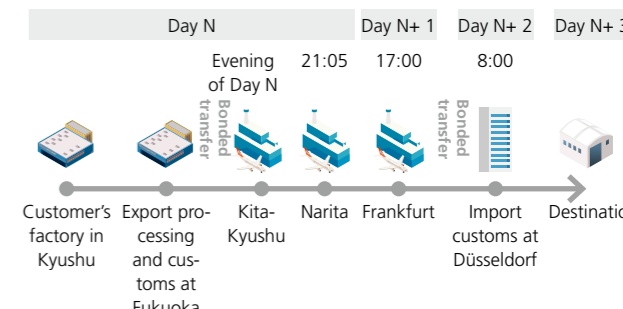 Day N
Day N+ 1
Day N+ 2
Day N+ 3
Evening
of Day N
21:05
17:00
8:00
Bonded
transfer
Bonded
transfer
Customer's
factory in
Kyushu
Export pro-
cessing
and cus-
toms at
Fukuoka
Kita-
Kyushu
Narita
Frankfurt
Import
customs at
Düsseldorf